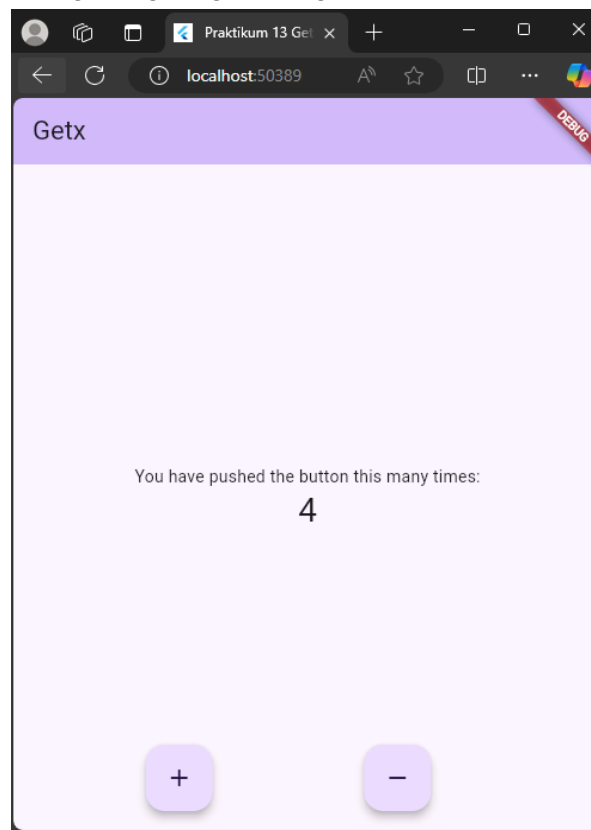 Praktikum 13 Get
localhost:50389
Getx
DEBUG
You have pushed the button this many times:
4
+ −